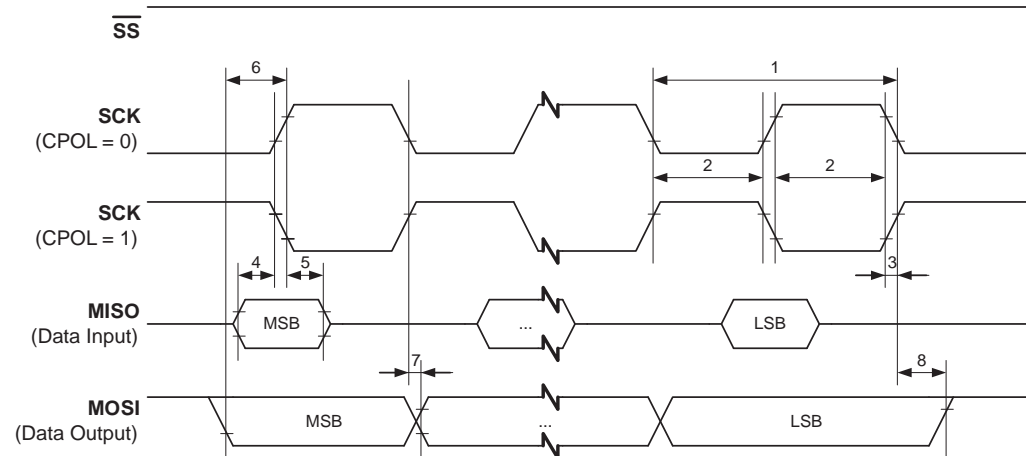 SS
6
1
SCK
(CPOL = 0)
2
2
SCK
(CPOL = 1)
4
5
3
MISO
(Data Input)
MSB
...
LSB
7
8
MOSI
(Data Output)
MSB
...
LSB